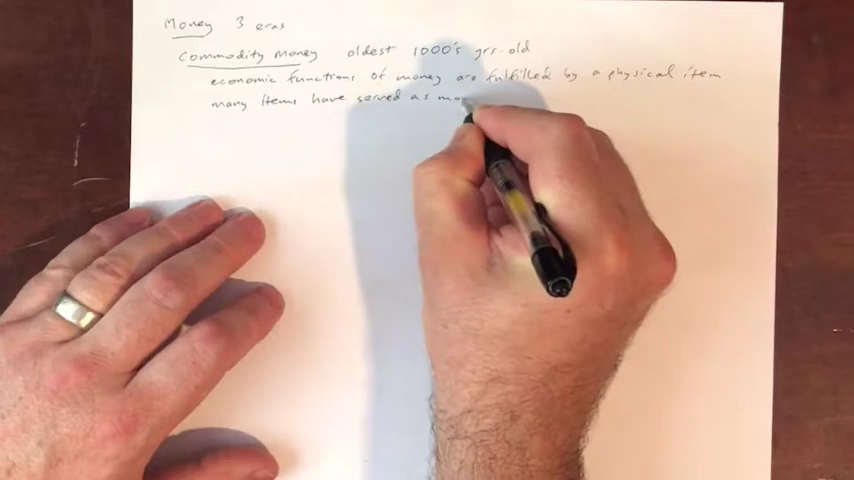 Money 3 eras
Commodity Money oldest 1000's yrs. old
economic functions of money are fulfilled by a physical item
many items have served as mo